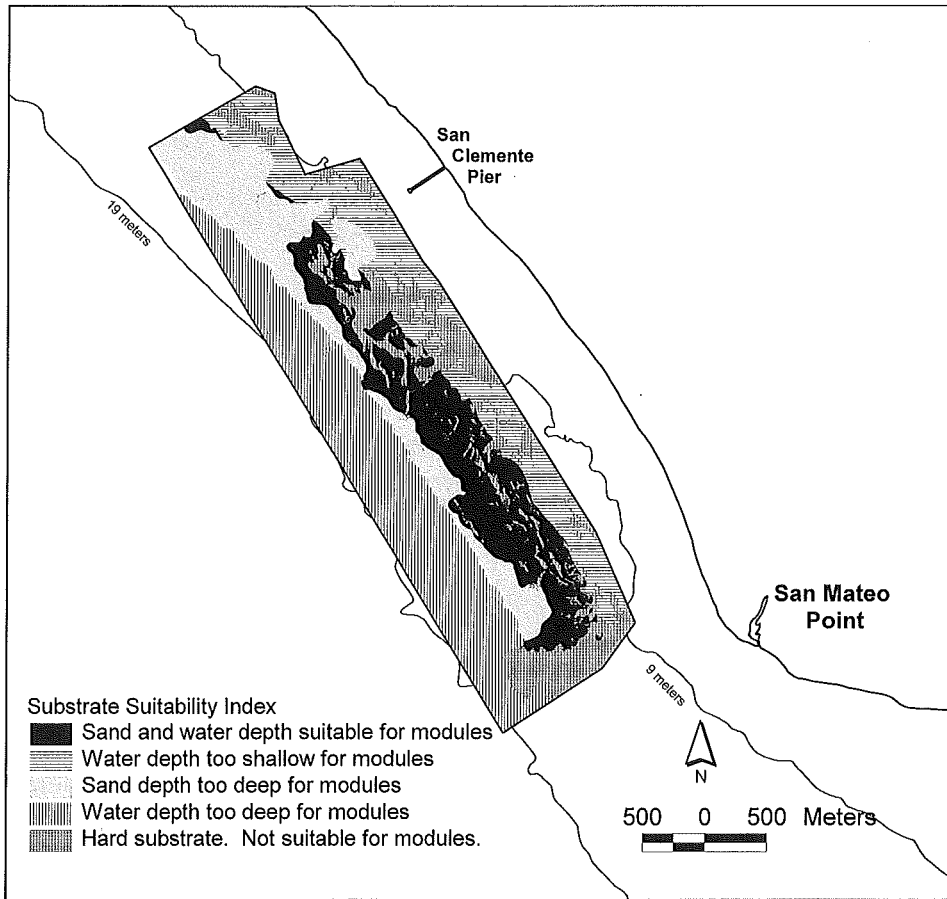 San
Clemente
Pier
19 meters
San Mateo
Point
9 meters
Substrate Suitability Index
Sand and water depth suitable for modules
Water depth too shallow for modules
Sand depth too deep for modules
Water depth too deep for modules
Hard substrate. Not suitable for modules.
N
500 0 500 Meters